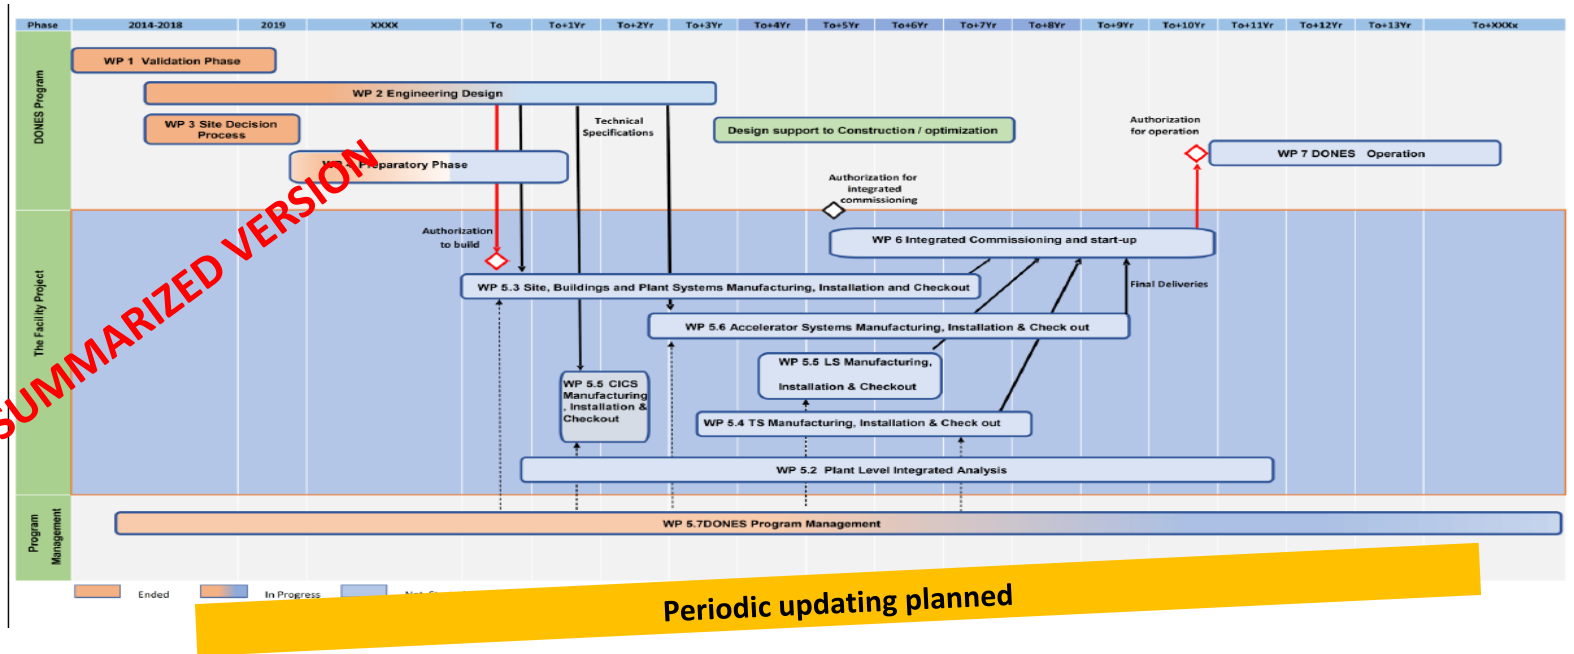 Phase 2014-2018 2019 XXXX To To+1Yr To+2Yr To+3Yr To+4Yr To+5Yr To+6Yr To+7Yr To+8Yr To+9Yr To+10Yr To+11Yr To+12Yr To+13Yr To+XXXx
DONES Program
WP 1 Validation Phase
WP 2 Engineering Design
WP 3 Site Decision
Process
Technical
Specifications
Design support to Construction / optimization
Authorization
for operation
WP 7 DONES Operation
Preparatory Phase
Authorization for
integrated
commissioning
SUMMARIZED VERSION
The Facility Project
Authorization
to build
WP 6 Integrated Commissioning and start-up
WP 5.3 Site, Buildings and Plant Systems Manufacturing, Installation and Checkout
Final Deliveries
WP 5.6 Accelerator Systems Manufacturing, Installation & Check out
WP 5.5 LS Manufacturing,
Installation & Checkout
WP 5.5 CICS
Manufacturing
, Installation &
Checkout
WP 5.4 TS Manufacturing, Installation & Check out
WP 5.2 Plant Level Integrated Analysis
Program
Management
WP 5.7DONES Program Management
Ended
In Progress
Periodic updating planned